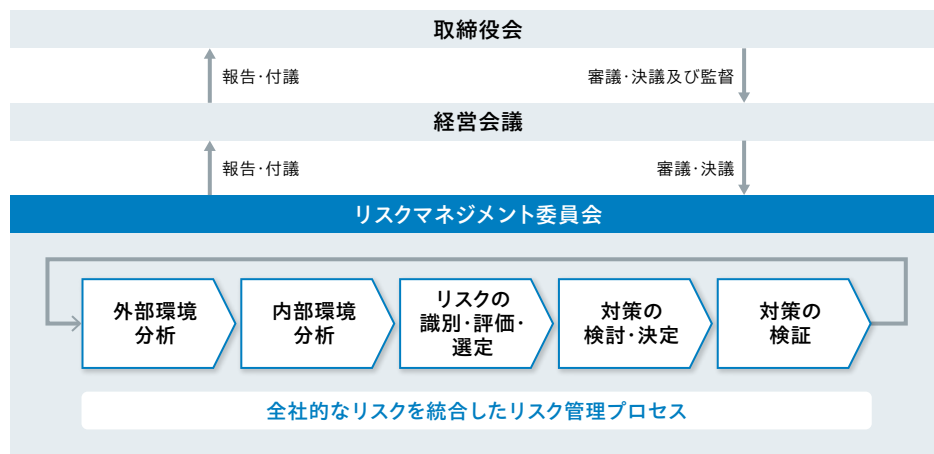 取締役会
報告・付議
審議・決議及び監督
経営会議
報告・付議
審議・決議
リスクマネジメント委員会
外部環境
分析
内部環境
分析
リスクの
識別・評価・
選定
対策の
検討・決定
対策の
検証
全社的なリスクを統合したリスク管理プロセス